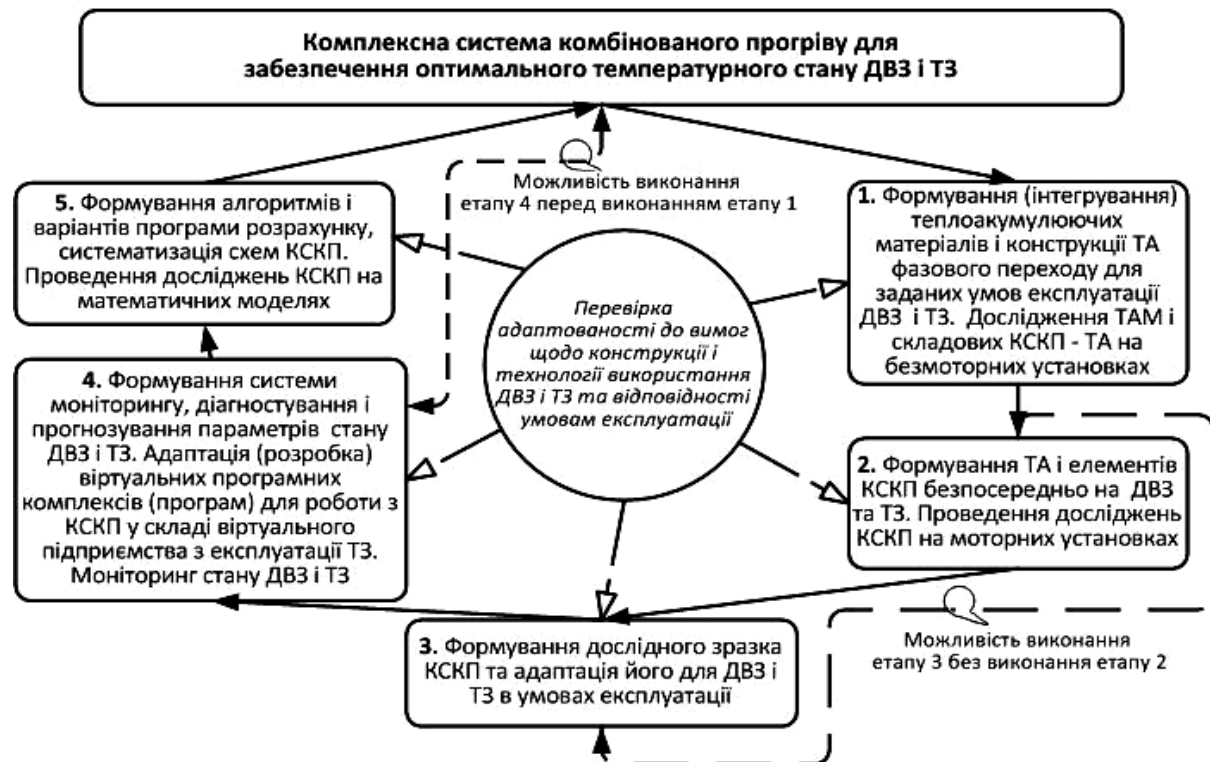 Комплексна система комбінованого прогріву для
забезпечення оптимального температурного стану ДВЗ і ТЗ
Можливість виконання
етапу 4 перед виконанням етапу 1
5. Формування алгоритмів і
варіантів програми розрахунку,
систематизація схем КСКП.
Проведення досліджень КСКП на
математичних моделях
1. Формування (інтегрування)
теплоакумулюючих
матеріалів і конструкції ТА
фазового переходу для
заданих умов експлуатації
ДВЗ і ТЗ. Дослідження ТАМ і
складових КСКП - ТА на
безмоторних установках
Перевірка
адаптованості до вимог
щодо конструкції і
технології використання
ДВЗ і ТЗ та відповідності
умовам експлуатації
4. Формування системи
моніторингу, діагностування і
прогнозування параметрів стану
ДВЗ і ТЗ. Адаптація (розробка)
віртуальних програмних
комплексів (програм) для роботи з
КСКП у складі віртуального
підприємства з експлуатації ТЗ.
Моніторинг стану ДВЗ і ТЗ
2. Формування ТА і елементів
КСКП безпосередньо на ДВЗ
та ТЗ. Проведення досліджень
КСКП на моторних установках
3. Формування дослідного зразка
КСКП та адаптація його для ДВЗ і
ТЗ в умовах експлуатації
Можливість виконання
етапу 3 без виконання етапу 2